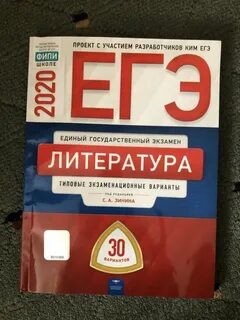 ПРОЕКТ С УЧАСТИЕМ РАЗРАБОТЧИКОВ КИМ ЕГЭ
ФИПИ
ШКОЛЕ
2020
ЕГЭ
ЕДИНЫЙ ГОСУДАРСТВЕННЫЙ ЭКЗАМЕН
ЛИТЕРАТУРА
ТИПОВЫЕ ЭКЗАМЕНАЦИОННЫЕ ВАРИАНТЫ
ПОД РЕДАКЦИЕЙ
С. А. ЗИНИНА
30
ВАРИАНТОВ